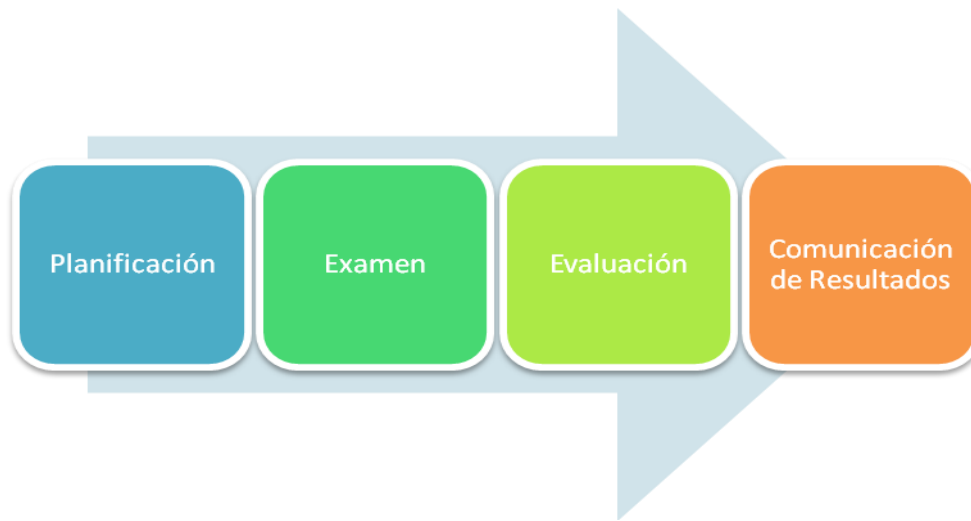 Planificación
Examen
Evaluación
Comunicación
de Resultados